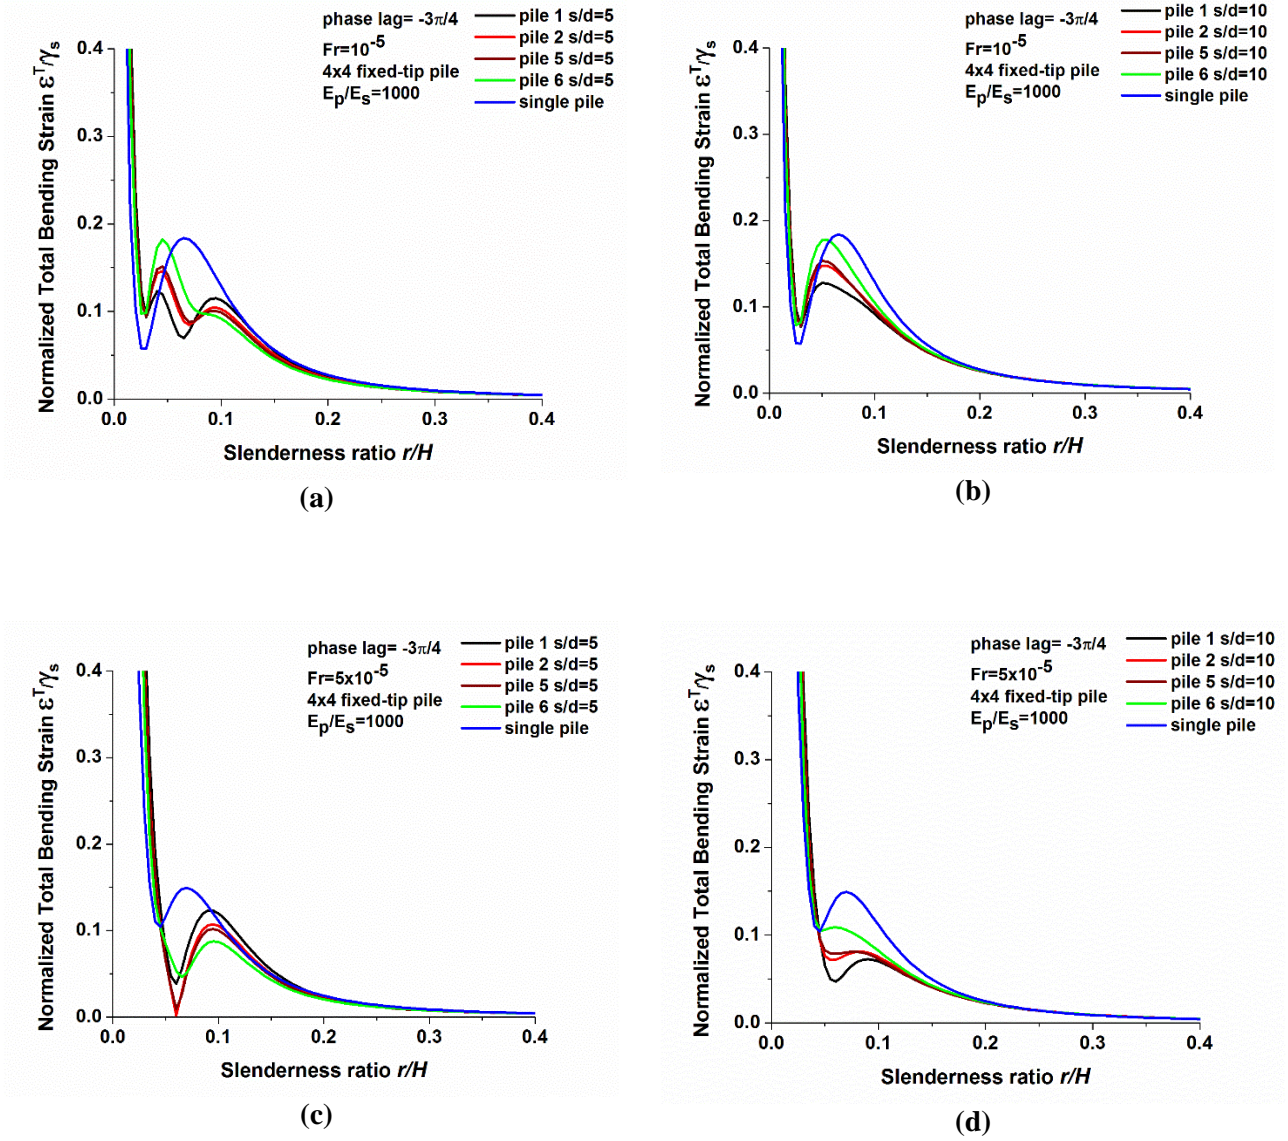 phase lag= -3π/4
Fr=10⁻⁵
4x4 fixed-tip pile
Eₚ/Eₛ=1000
pile 1 s/d=5
pile 2 s/d=5
pile 5 s/d=5
pile 6 s/d=5
single pile
Normalized Total Bending Strain εᵀ/γₛ
0.4
0.3
0.2
0.1
0.0
0.0 0.1 0.2 0.3 0.4
Slenderness ratio r/H
(a)
phase lag= -3π/4
Fr=10⁻⁵
4x4 fixed-tip pile
Eₚ/Eₛ=1000
pile 1 s/d=10
pile 2 s/d=10
pile 5 s/d=10
pile 6 s/d=10
single pile
Normalized Total Bending Strain εᵀ/γₛ
0.4
0.3
0.2
0.1
0.0
0.0 0.1 0.2 0.3 0.4
Slenderness ratio r/H
(b)
phase lag= -3π/4
Fr=5x10⁻⁵
4x4 fixed-tip pile
Eₚ/Eₛ=1000
pile 1 s/d=5
pile 2 s/d=5
pile 5 s/d=5
pile 6 s/d=5
single pile
Normalized Total Bending Strain εᵀ/γₛ
0.4
0.3
0.2
0.1
0.0
0.0 0.1 0.2 0.3 0.4
Slenderness ratio r/H
(c)
phase lag= -3π/4
Fr=5x10⁻⁵
4x4 fixed-tip pile
Eₚ/Eₛ=1000
pile 1 s/d=10
pile 2 s/d=10
pile 5 s/d=10
pile 6 s/d=10
single pile
Normalized Total Bending Strain εᵀ/γₛ
0.4
0.3
0.2
0.1
0.0
0.0 0.1 0.2 0.3 0.4
Slenderness ratio r/H
(d)